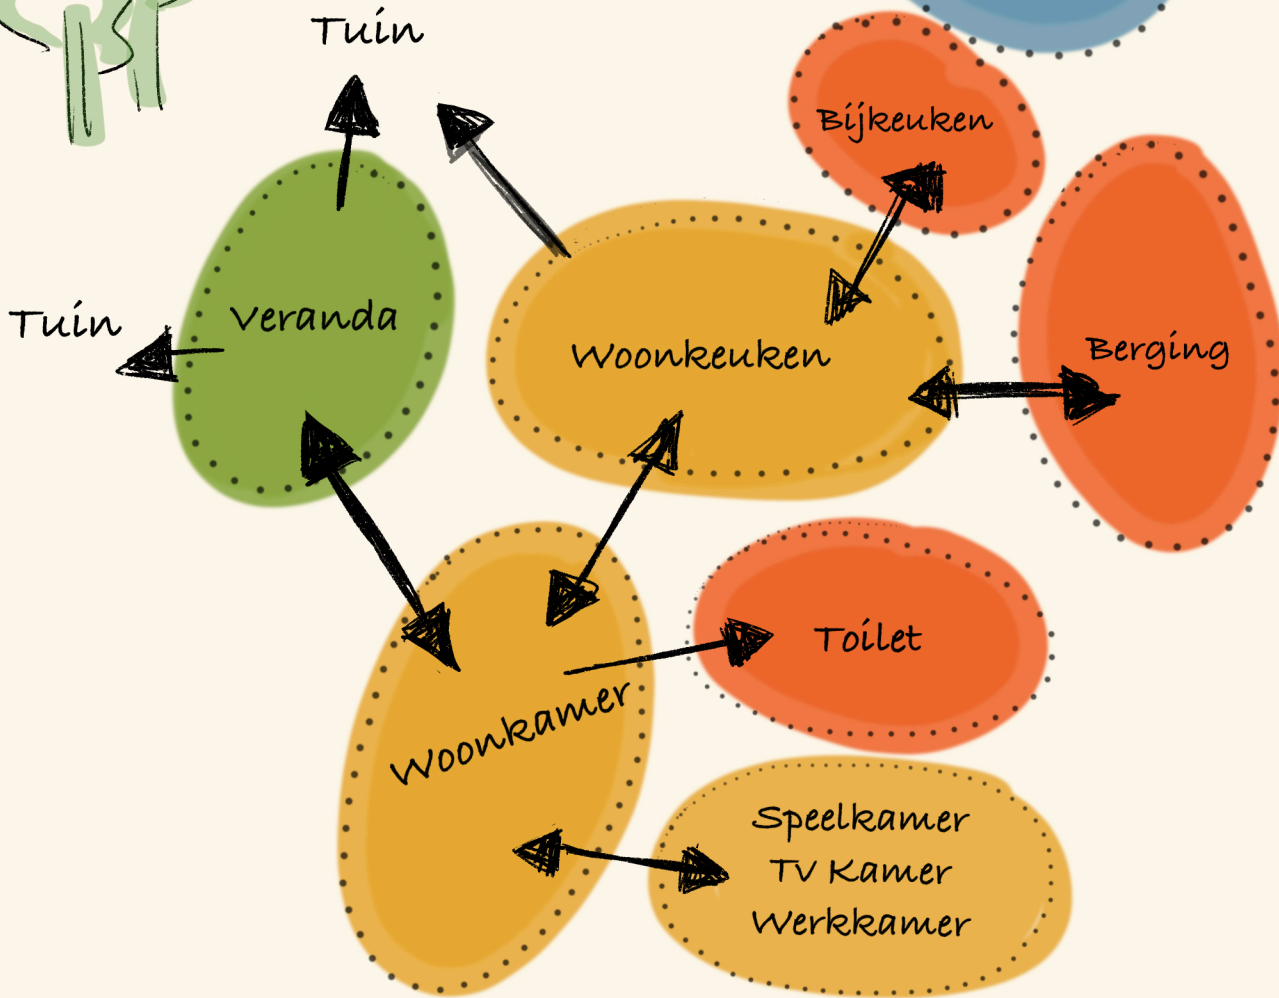 Tuin
Bijkeuken
Tuin
Veranda
Woonkeuken
Berging
Toilet
Woonkamer
Speelkamer
TV Kamer
Werkkamer